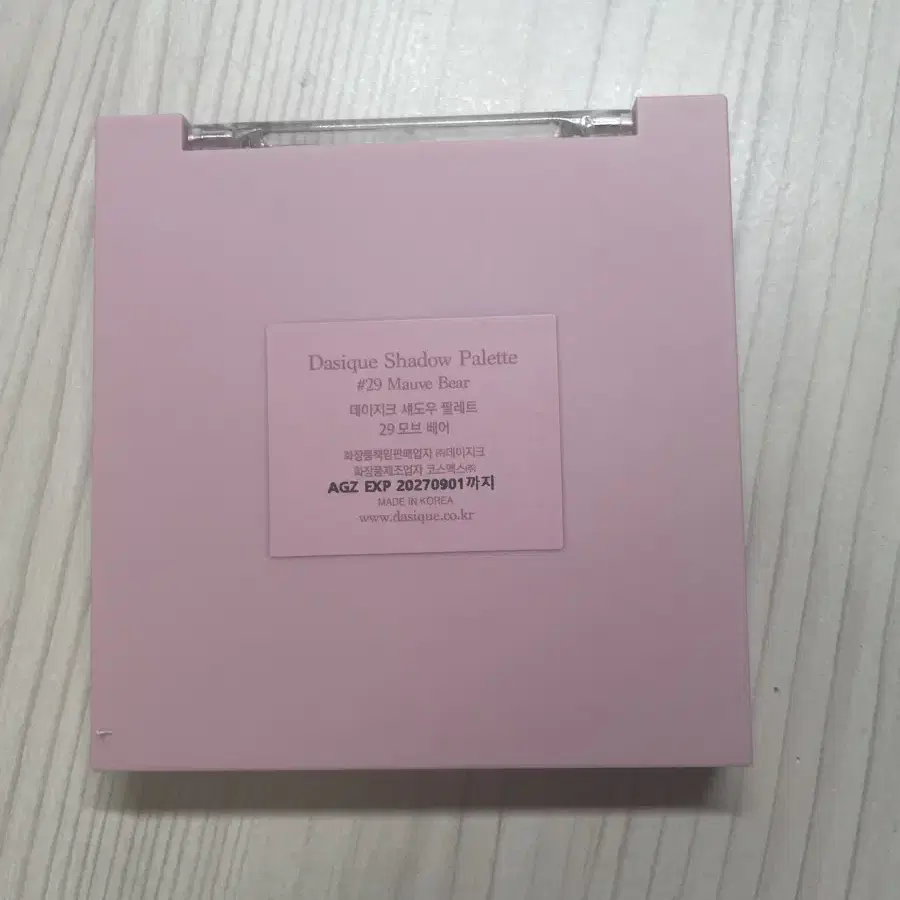 Dasique Shadow Palette
#29 Mauve Bear
데이지크 섀도우 팔레트
29 모브 베어
화장품책임판매업자 ㈜데이지크
화장품제조업자 코스맥스㈜
AGZ EXP 20270901까지
MADE IN KOREA
www.dasique.co.kr